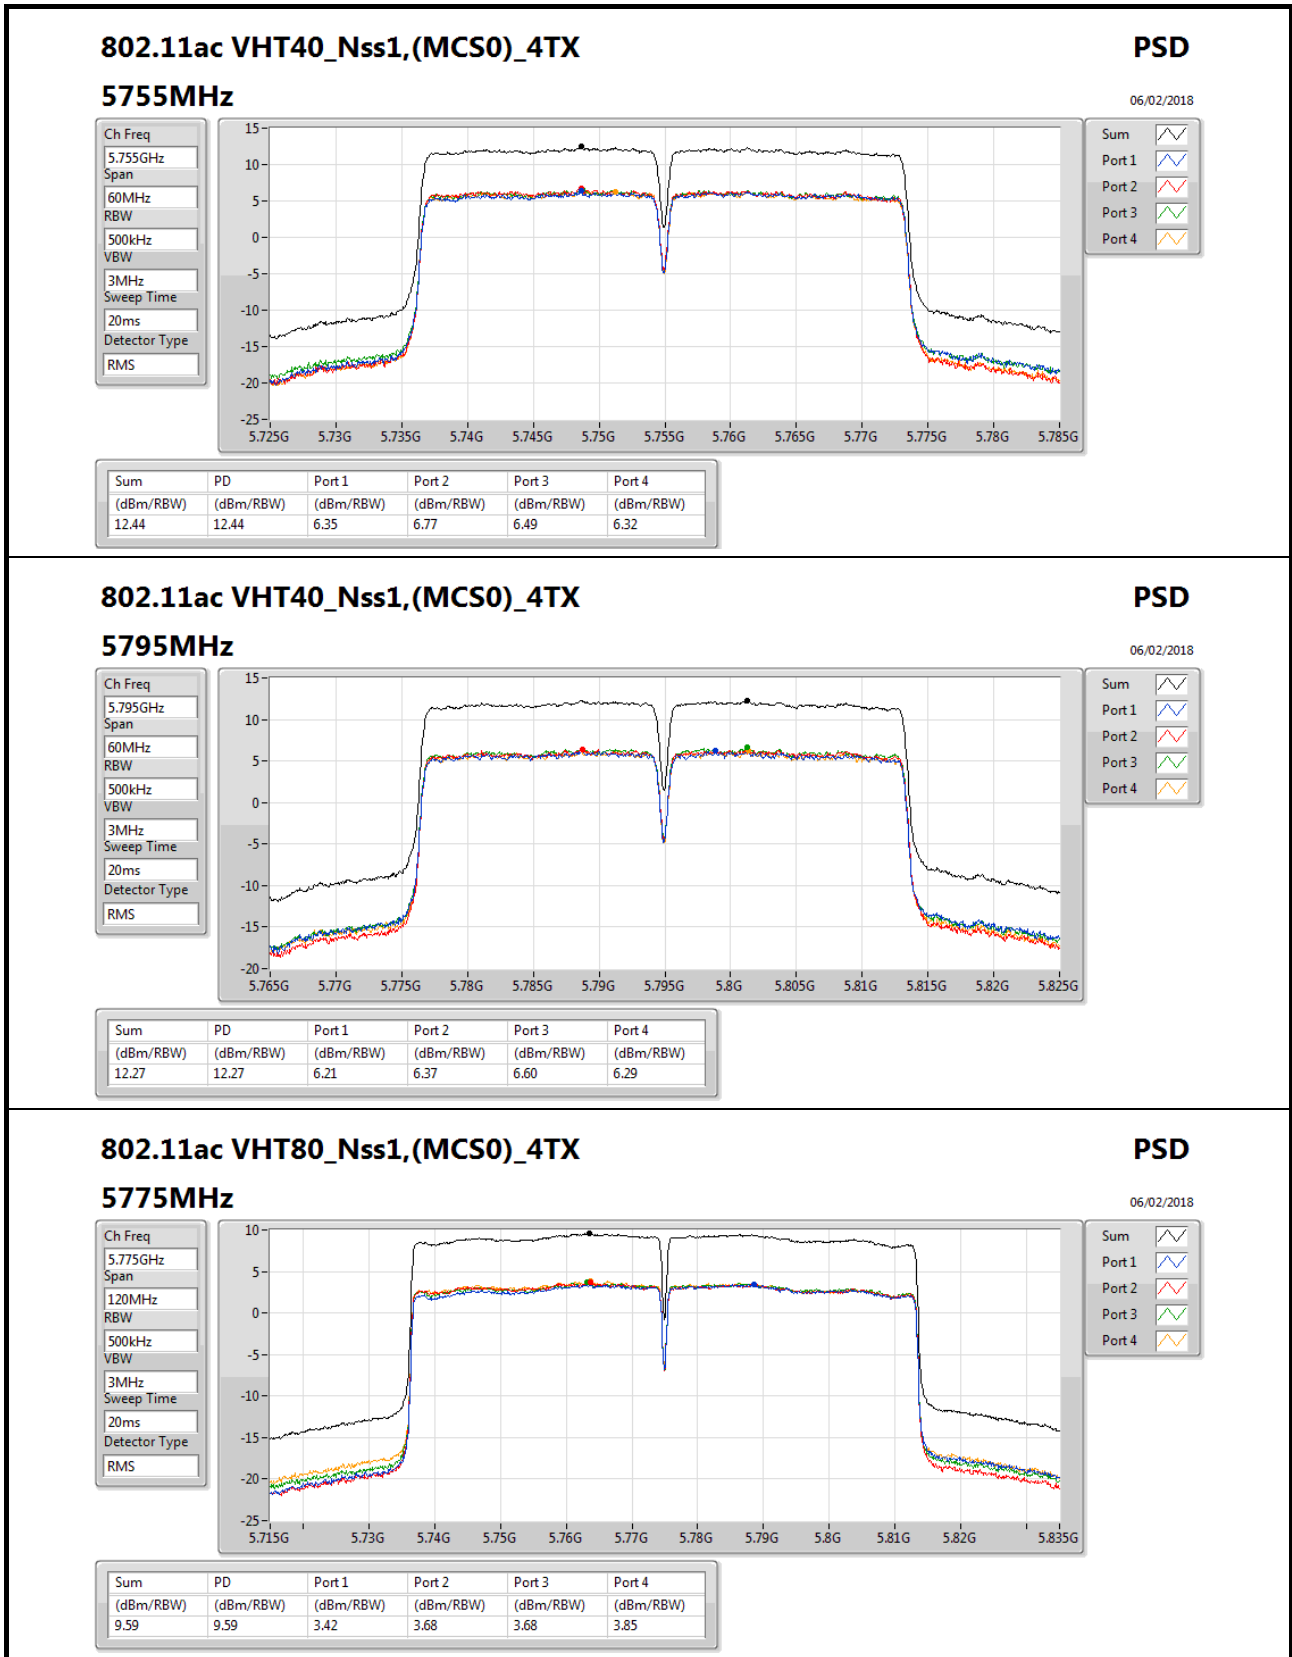 802.11ac VHT40_Nss1,(MCS0)_4TX PSD
5755MHz 06/02/2018
Ch Freq
5.755GHz
Span
60MHz
RBW
500kHz
VBW
3MHz
Sweep Time
20ms
Detector Type
RMS
15
10
5
0
-5
-10
-15
-20
-25
5.725G 5.73G 5.735G 5.74G 5.745G 5.75G 5.755G 5.76G 5.765G 5.77G 5.775G 5.78G 5.785G
Sum
Port 1
Port 2
Port 3
Port 4
Sum PD Port 1 Port 2 Port 3 Port 4
(dBm/RBW) (dBm/RBW) (dBm/RBW) (dBm/RBW) (dBm/RBW) (dBm/RBW)
12.44 12.44 6.35 6.77 6.49 6.32
802.11ac VHT40_Nss1,(MCS0)_4TX PSD
5795MHz 06/02/2018
Ch Freq
5.795GHz
Span
60MHz
RBW
500kHz
VBW
3MHz
Sweep Time
20ms
Detector Type
RMS
15
10
5
0
-5
-10
-15
-20
5.765G 5.77G 5.775G 5.78G 5.785G 5.79G 5.795G 5.8G 5.805G 5.81G 5.815G 5.82G 5.825G
Sum
Port 1
Port 2
Port 3
Port 4
Sum PD Port 1 Port 2 Port 3 Port 4
(dBm/RBW) (dBm/RBW) (dBm/RBW) (dBm/RBW) (dBm/RBW) (dBm/RBW)
12.27 12.27 6.21 6.37 6.60 6.29
802.11ac VHT80_Nss1,(MCS0)_4TX PSD
5775MHz 06/02/2018
Ch Freq
5.775GHz
Span
120MHz
RBW
500kHz
VBW
3MHz
Sweep Time
20ms
Detector Type
RMS
10
5
0
-5
-10
-15
-20
-25
5.715G 5.73G 5.74G 5.75G 5.76G 5.77G 5.78G 5.79G 5.8G 5.81G 5.82G 5.835G
Sum
Port 1
Port 2
Port 3
Port 4
Sum PD Port 1 Port 2 Port 3 Port 4
(dBm/RBW) (dBm/RBW) (dBm/RBW) (dBm/RBW) (dBm/RBW) (dBm/RBW)
9.59 9.59 3.42 3.68 3.68 3.85